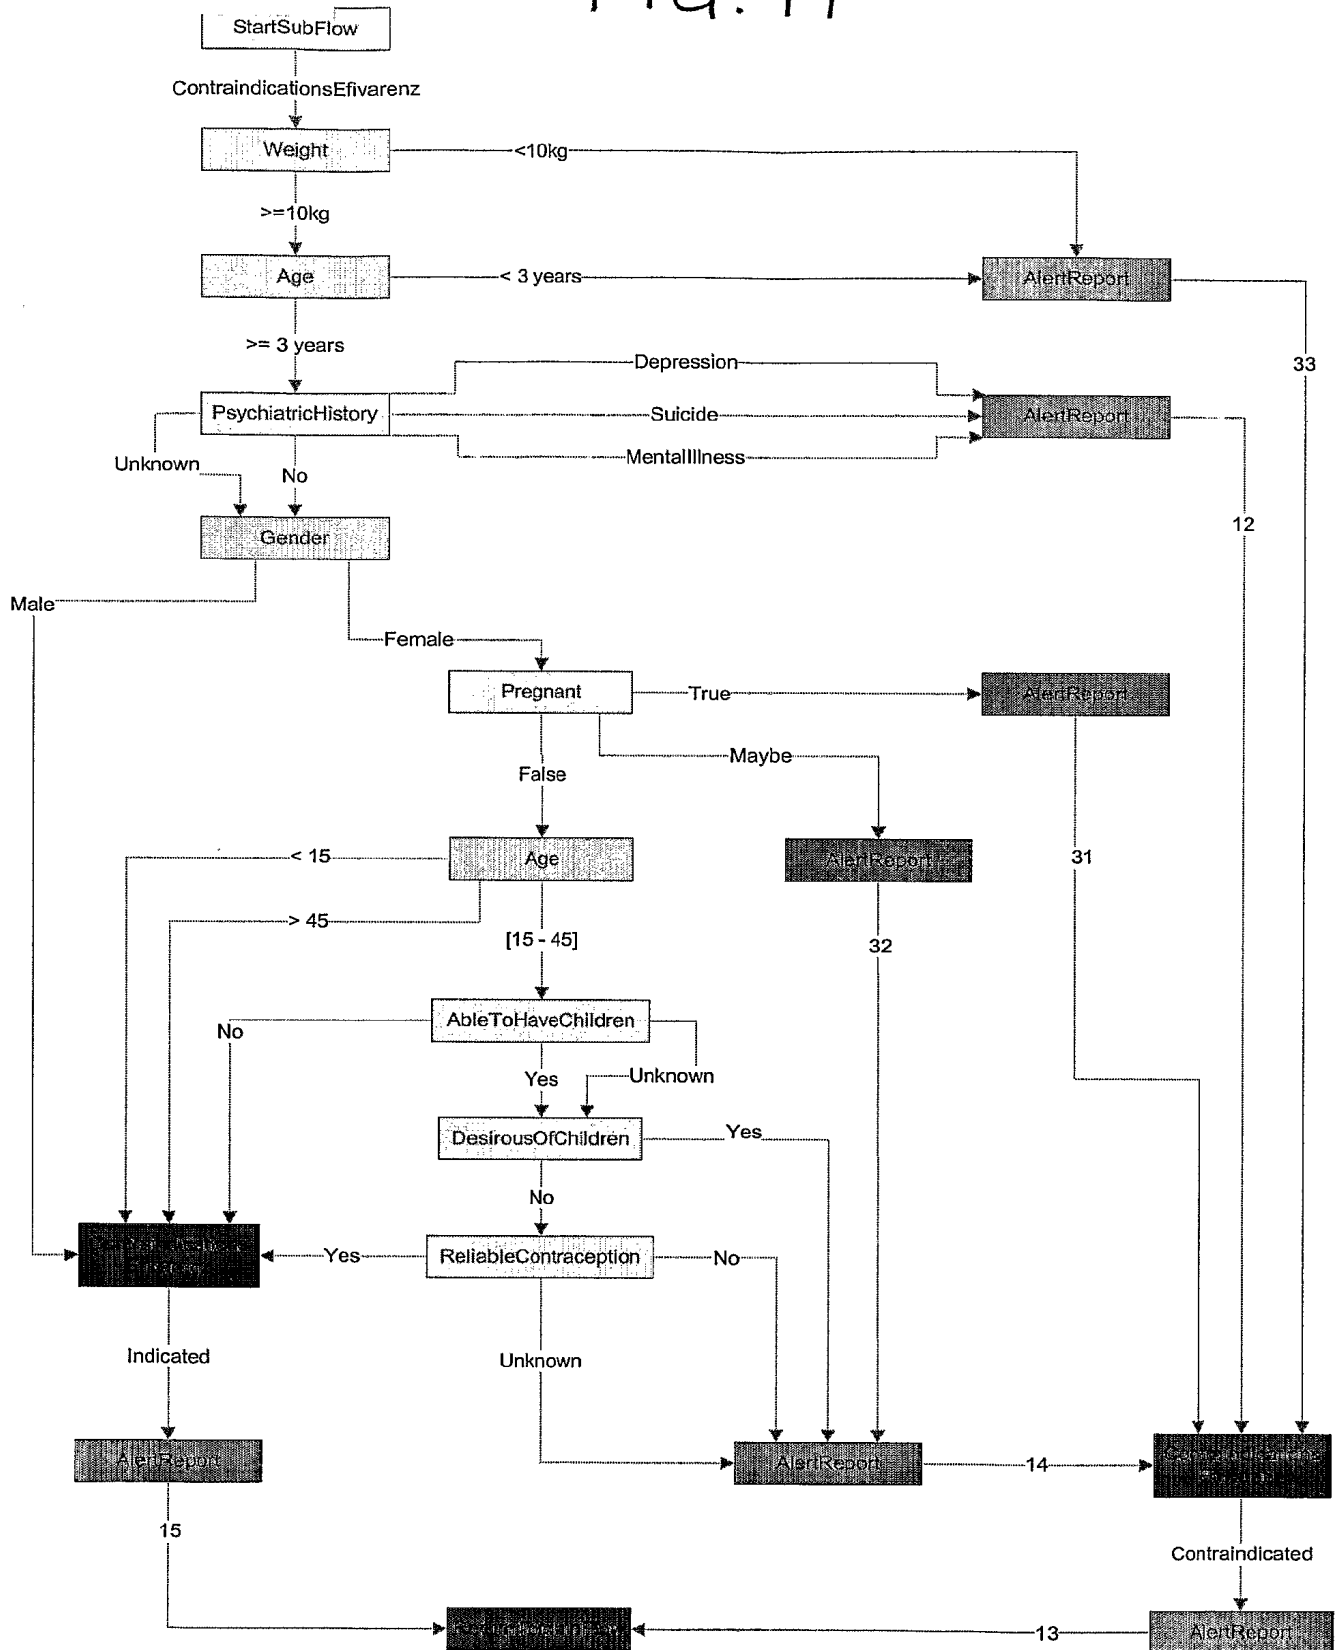 StartSubFlow
ContraindicationsEfivarenz
Weight
<10kg
>=10kg
Age
< 3 years
AlertReport
>= 3 years
33
Depression
PsychiatricHistory
Suicide
AlertReport
MentalIllness
Unknown
No
12
Gender
Male
Female
Pregnant
True
AlertReport
Maybe
False
< 15
Age
AlertReport
31
> 45
[15 - 45]
32
No
AbleToHaveChildren
Yes
Unknown
DesirousOfChildren
Yes
No
Yes
ReliableContraception
No
Indicated
Unknown
AlertReport
AlertReport
14
15
Contraindicated
13
AlertReport